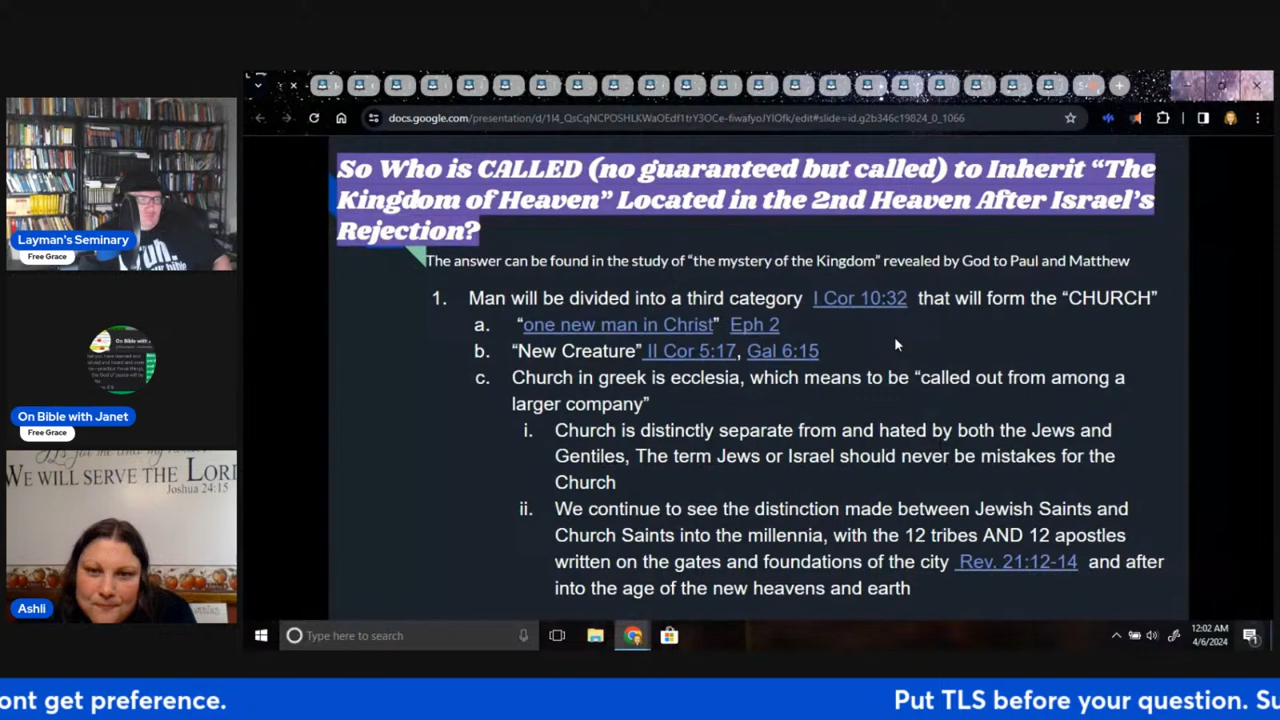 docs.google.com/presentation/d/1I4_QsCqNCPOSHLKWaOEdf1trY3OCe-fiwafyoJYlOfk/edit#slide=id.g2b346c19824_0_1066
So Who is CALLED (no guaranteed but called) to Inherit “The
Kingdom of Heaven” Located in the 2nd Heaven After Israel’s
Rejection?
The answer can be found in the study of “the mystery of the Kingdom” revealed by God to Paul and Matthew
1. Man will be divided into a third category I Cor 10:32 that will form the “CHURCH”
a. “one new man in Christ” Eph 2
b. “New Creature” II Cor 5:17, Gal 6:15
c. Church in greek is ecclesia, which means to be “called out from among a
larger company”
i. Church is distinctly separate from and hated by both the Jews and
Gentiles, The term Jews or Israel should never be mistakes for the
Church
ii. We continue to see the distinction made between Jewish Saints and
Church Saints into the millennia, with the 12 tribes AND 12 apostles
written on the gates and foundations of the city Rev. 21:12-14 and after
into the age of the new heavens and earth
Layman's Seminary
Free Grace
On Bible with
On Bible with Janet
Free Grace
WE WILL SERVE THE LORD
Joshua 24:15
Ashli
Type here to search
12:02 AM
4/6/2024
ont get preference.
Put TLS before your question.